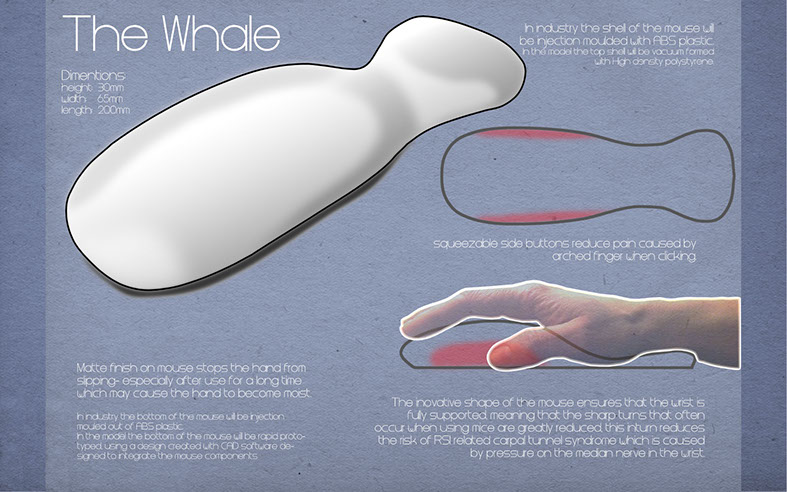 The Whale
Dimentions:
height: 30mm
width: 65mm
length: 200mm
In industry the shell of the mouse will
be injection moulded with ABS plastic.
In the model the top shell will be vacuum formed
with High density polystyrene.
squeezable side buttons reduce pain caused by
arched finger when clicking.
Matte finish on mouse stops the hand from
slipping- especially after use for a long time
which may cause the hand to become moist.
In industry the bottom of the mouse will be injection
moulded out of ABS plastic.
In the model the bottom of the mouse will be rapid proto-
typed, using a design created with CAD software de-
signed to integrate the mouse components.
The inovative shape of the mouse ensures that the wrist is
fully supported, meaning that the sharp turns that often
occur when using mice are greatly reduced, this inturn reduces
the risk of RSI related carpal tunnel syndrome which is caused
by pressure on the median nerve in the wrist.